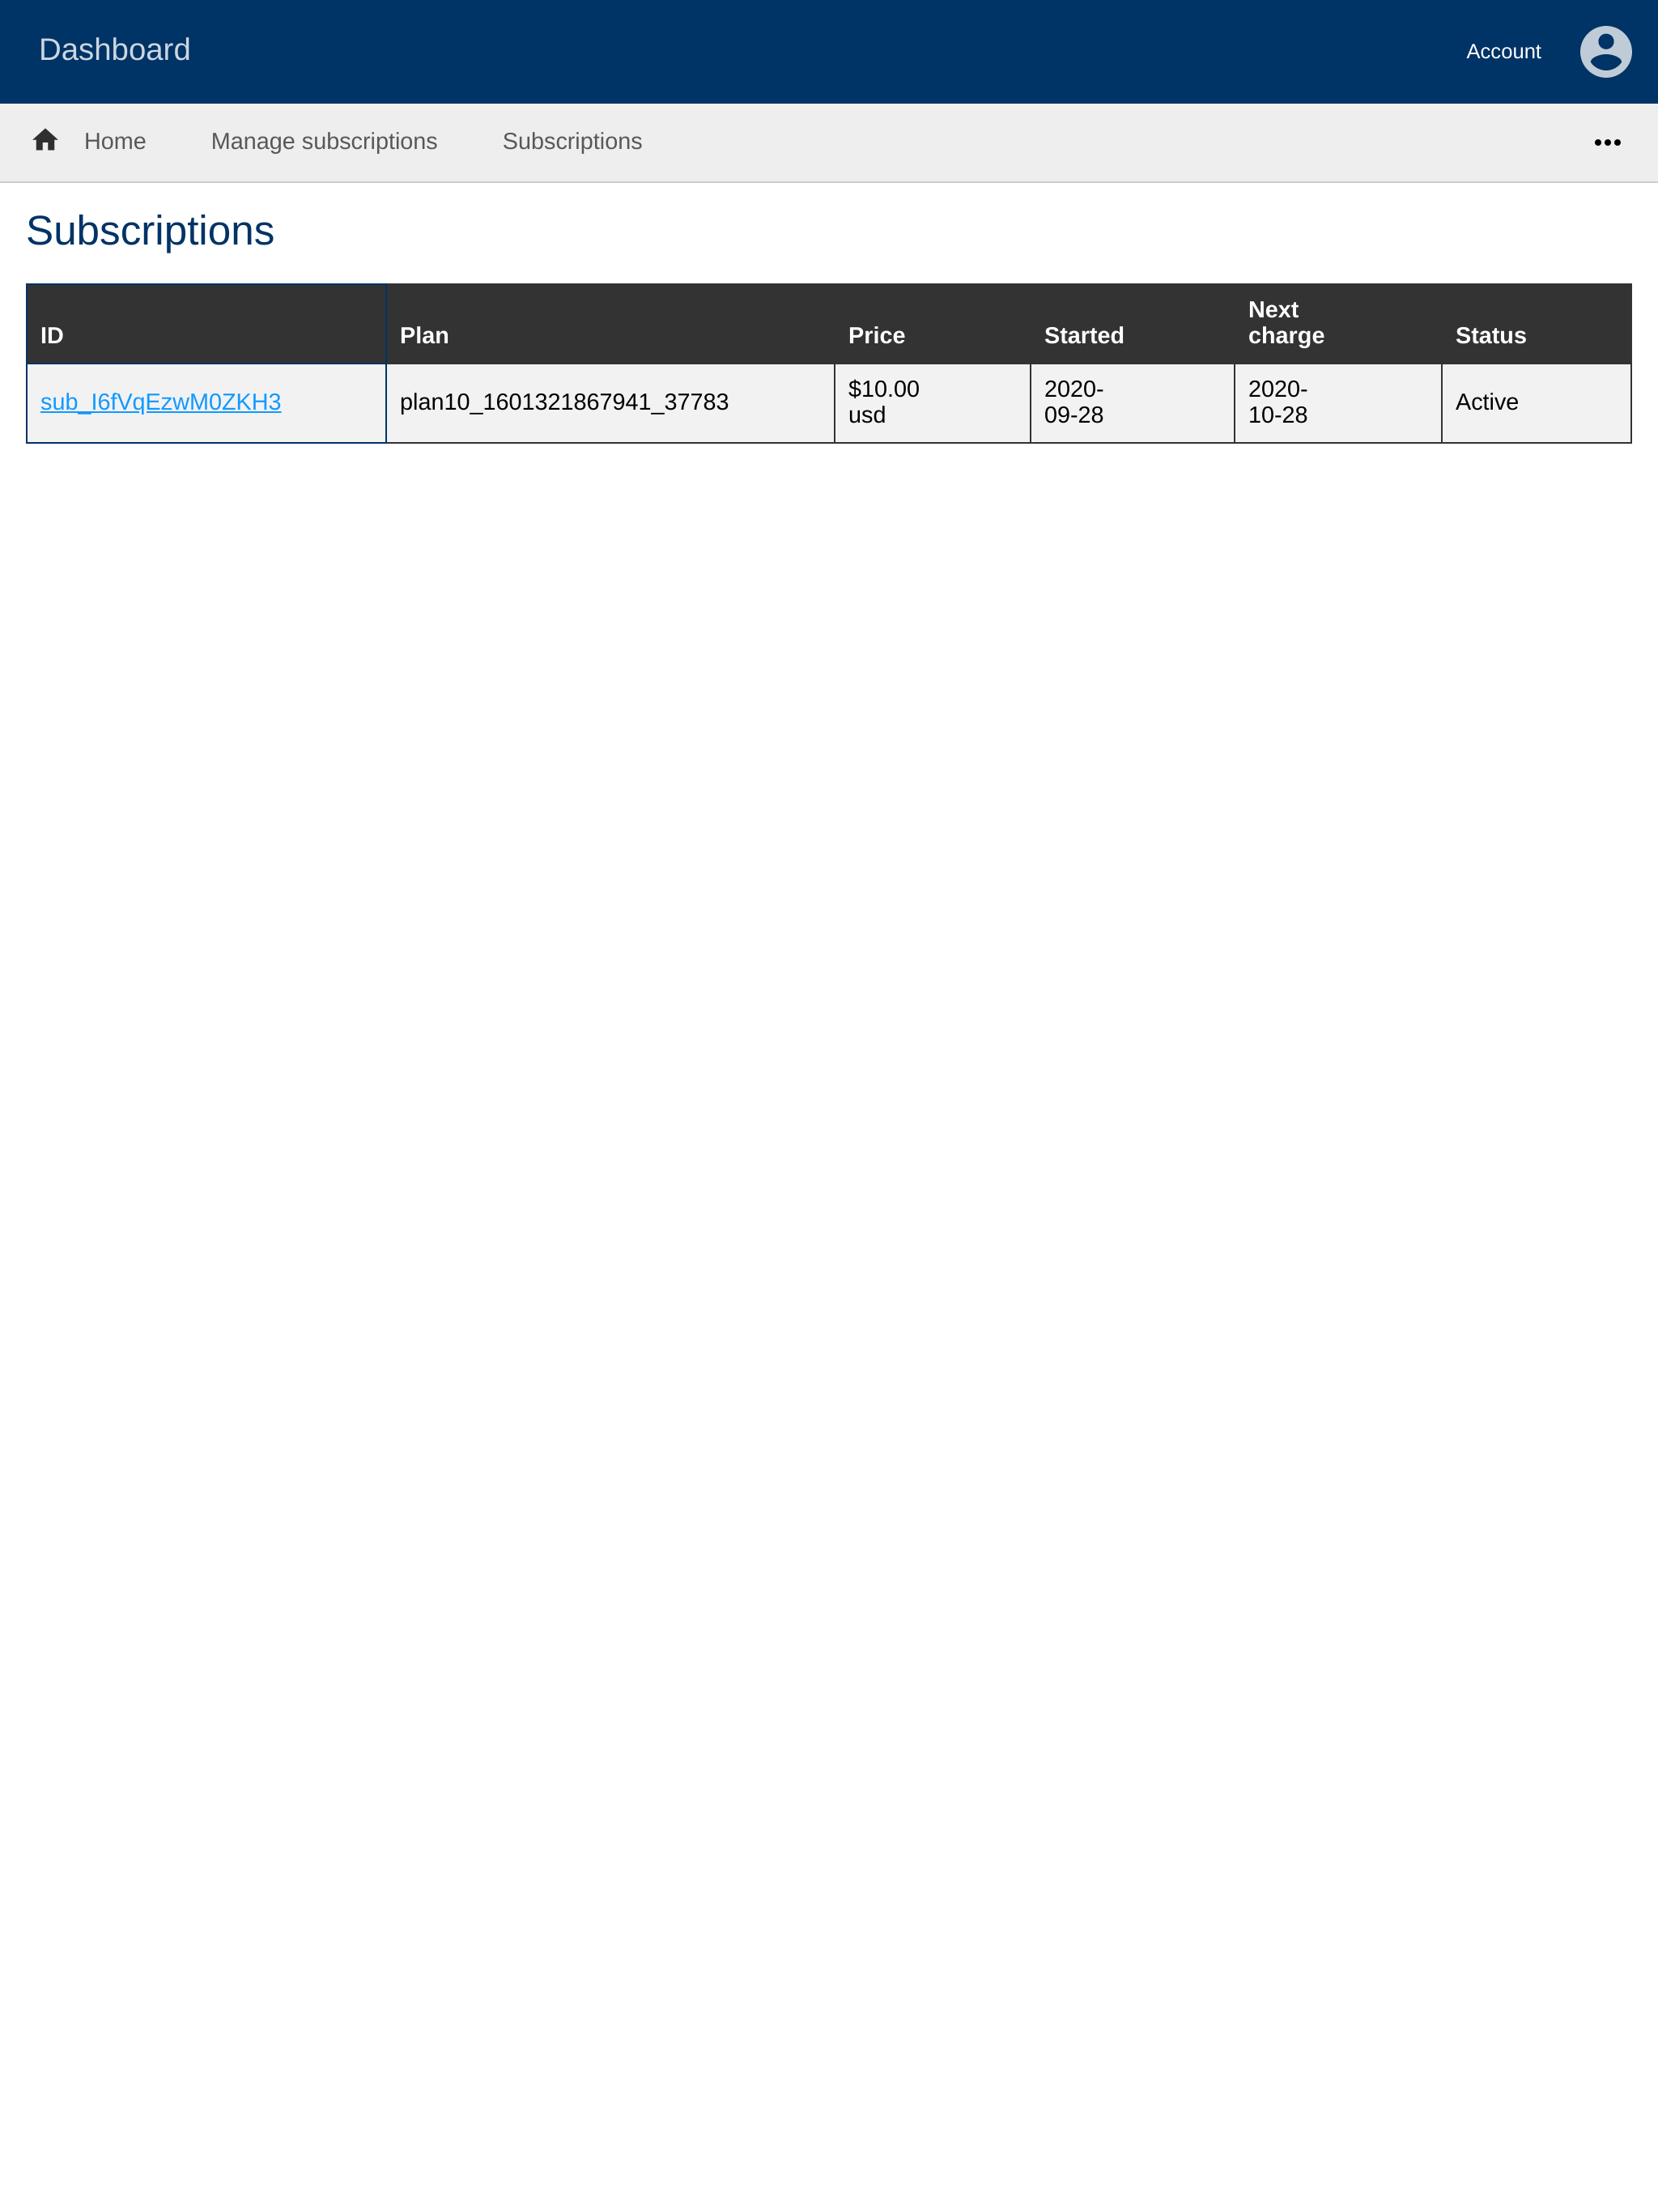 Dashboard
Account
Home
Manage subscriptions
Subscriptions
Subscriptions
ID
Plan
Price
Started
Next
charge
Status
sub_I6fVqEzwM0ZKH3
plan10_1601321867941_37783
$10.00
usd
2020-
09-28
2020-
10-28
Active